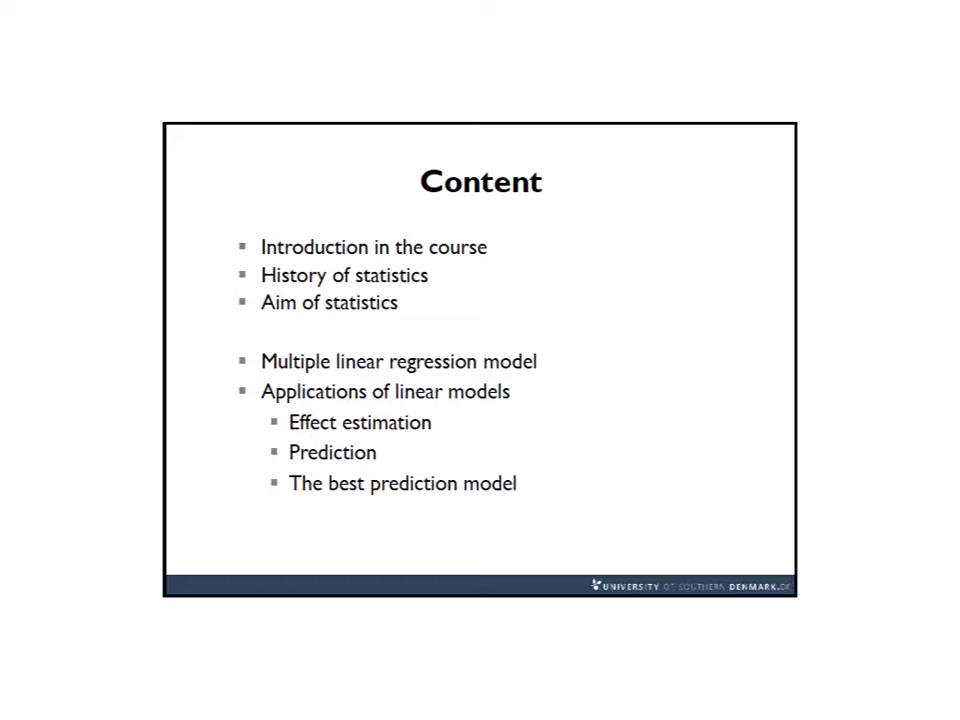 Content
Introduction in the course
History of statistics
Aim of statistics
Multiple linear regression model
Applications of linear models
Effect estimation
Prediction
The best prediction model
UNIVERSITY OF SOUTHERN DENMARK.DK